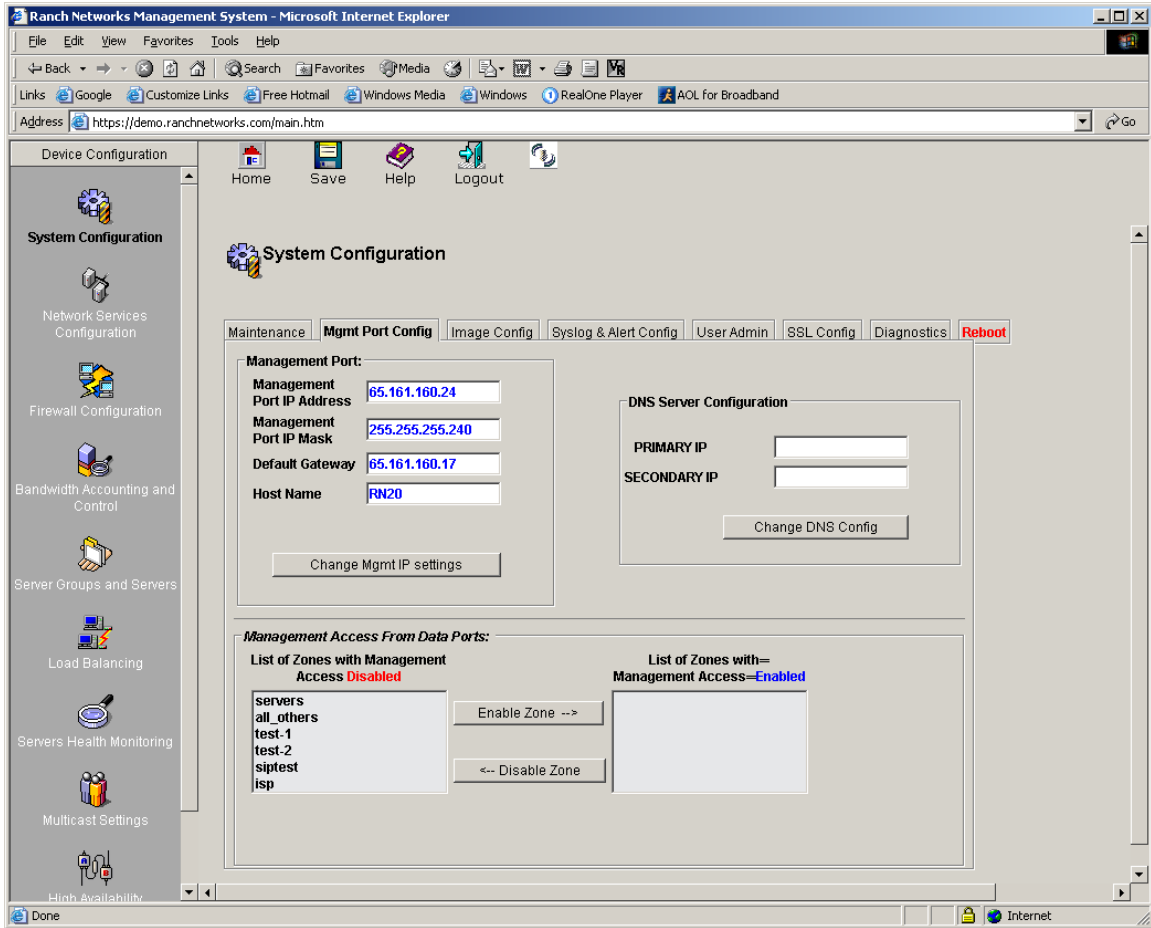 Ranch Networks Management System - Microsoft Internet Explorer
File Edit View Favorites Tools Help
Back Search Favorites Media
Links Google Customize Links Free Hotmail Windows Media Windows RealOne Player AOL for Broadband
Address https://demo.ranchnetworks.com/main.htm Go
Device Configuration
System Configuration
Network Services
Configuration
Firewall Configuration
Bandwidth Accounting and
Control
Server Groups and Servers
Load Balancing
Servers Health Monitoring
Multicast Settings
High Availability
Home Save Help Logout
System Configuration
Maintenance Mgmt Port Config Image Config Syslog & Alert Config User Admin SSL Config Diagnostics Reboot
Management Port:
Management
Port IP Address 65.161.160.24
Management
Port IP Mask 255.255.255.240
Default Gateway 65.161.160.17
Host Name RN20
Change Mgmt IP settings
DNS Server Configuration
PRIMARY IP
SECONDARY IP
Change DNS Config
Management Access From Data Ports:
List of Zones with Management
Access Disabled
servers
all_others
test-1
test-2
siptest
isp
Enable Zone -->
<-- Disable Zone
List of Zones with=
Management Access=Enabled
Done Internet